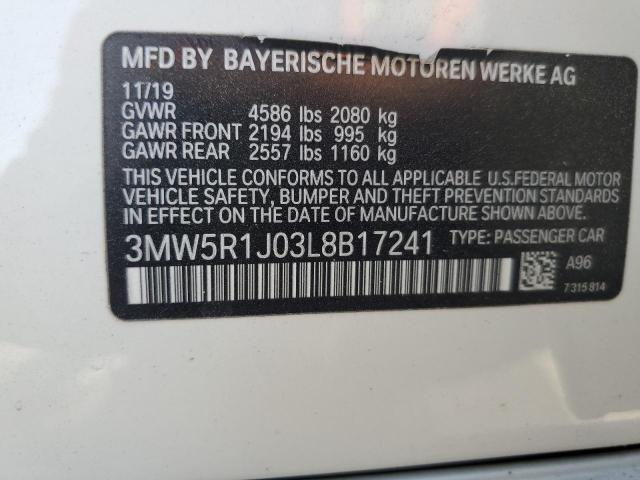 MFD BY BAYERISCHE MOTOREN WERKE AG
11/19
GVWR 4586 lbs 2080 kg
GAWR FRONT 2194 lbs 995 kg
GAWR REAR 2557 lbs 1160 kg
THIS VEHICLE CONFORMS TO ALL APPLICABLE U.S.FEDERAL MOTOR
VEHICLE SAFETY, BUMPER AND THEFT PREVENTION STANDARDS
IN EFFECT ON THE DATE OF MANUFACTURE SHOWN ABOVE.
3MW5R1J03L8B17241 TYPE: PASSENGER CAR
A96
7315814